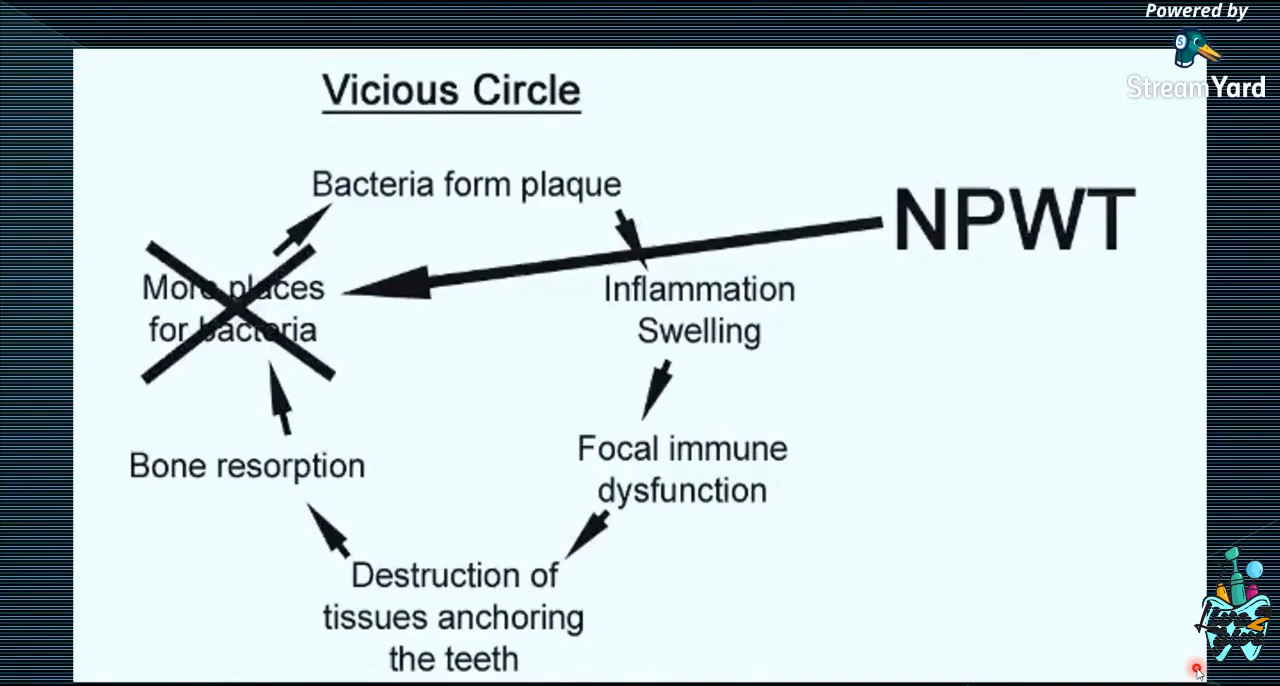 Powered by
StreamYard
Vicious Circle
Bacteria form plaque
NPWT
More places
for bacteria
Inflammation
Swelling
Focal immune
dysfunction
Bone resorption
Destruction of
tissues anchoring
the teeth